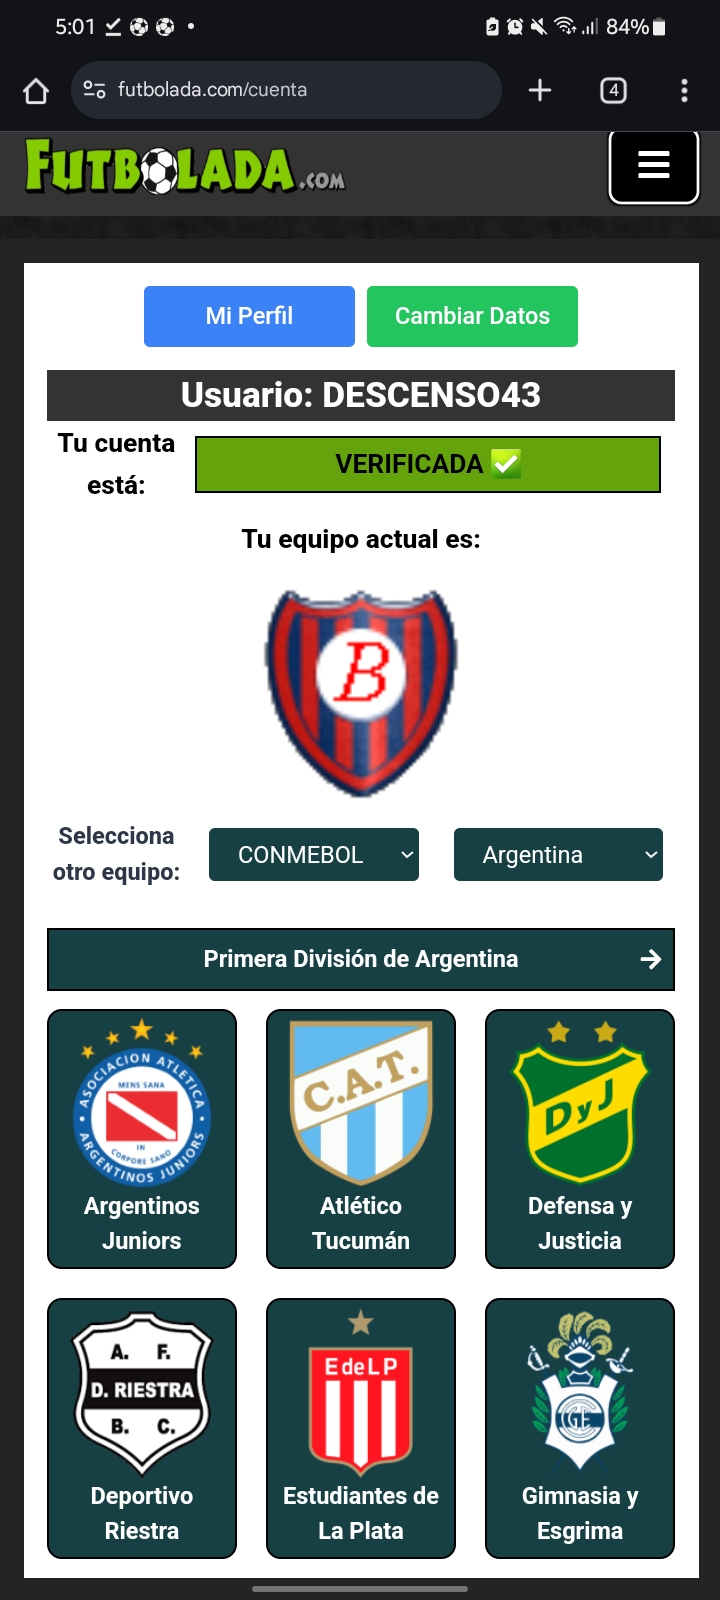 5:01
84%
futbolada.com/cuenta
4
FUTBOLADA.COM
Mi Perfil
Cambiar Datos
Usuario: DESCENSO43
Tu cuenta
está:
VERIFICADA ✅
Tu equipo actual es:
B
Selecciona
otro equipo:
CONMEBOL
Argentina
Primera División de Argentina
ASOCIACION ATLETICA
MENS SANA
IN
CORPORE SANO
ARGENTINOS JUNIORS
Argentinos
Juniors
C.A.T.
Atlético
Tucumán
DyJ
Defensa y
Justicia
A. F.
D. RIESTRA
B. C.
Deportivo
Riestra
EdeLP
Estudiantes de
La Plata
GE
Gimnasia y
Esgrima